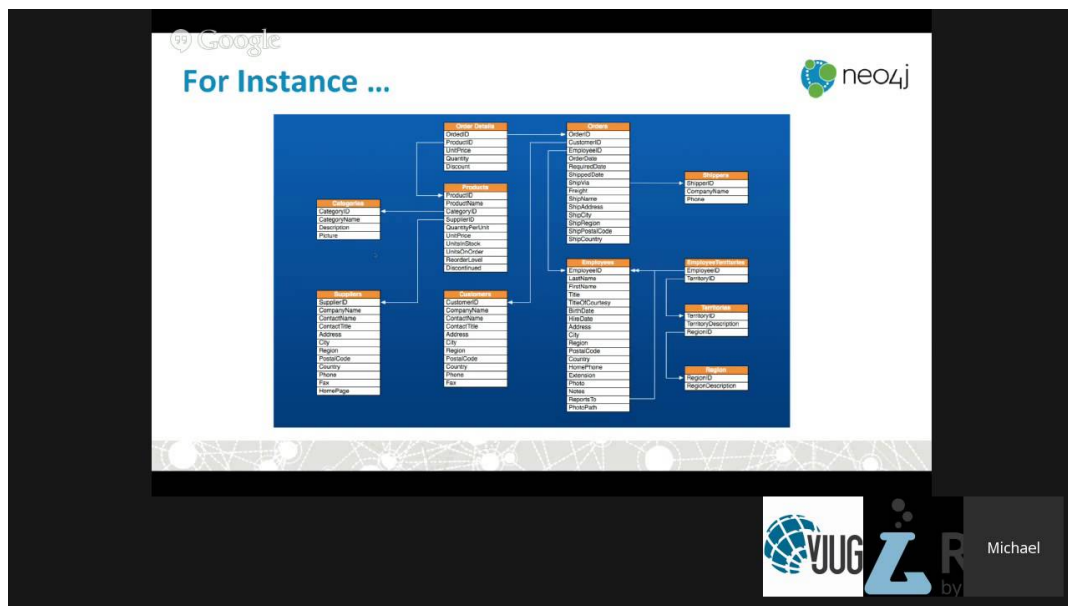 Google
For Instance ...
neo4j
Order Details
OrderID
ProductID
UnitPrice
Quantity
Discount
Orders
OrderID
CustomerID
EmployeeID
OrderDate
RequiredDate
ShippedDate
ShipVia
Freight
ShipName
ShipAddress
ShipCity
ShipRegion
ShipPostalCode
ShipCountry
Shippers
ShipperID
CompanyName
Phone
Products
ProductID
ProductName
CategoryID
SupplierID
QuantityPerUnit
UnitPrice
UnitsInStock
UnitsOnOrder
ReorderLevel
Discontinued
Categories
CategoryID
CategoryName
Description
Picture
Employees
EmployeeID
LastName
FirstName
Title
TitleOfCourtesy
BirthDate
HireDate
Address
City
Region
PostalCode
Country
HomePhone
Extension
Photo
Notes
ReportsTo
PhotoPath
EmployeeTerritories
EmployeeID
TerritoryID
Suppliers
SupplierID
CompanyName
ContactName
ContactTitle
Address
City
Region
PostalCode
Country
Phone
Fax
HomePage
Customers
CustomerID
CompanyName
ContactName
ContactTitle
Address
City
Region
PostalCode
Country
Phone
Fax
Territories
TerritoryID
TerritoryDescription
RegionID
Region
RegionID
RegionDescription
VJUG
R
by
Michael